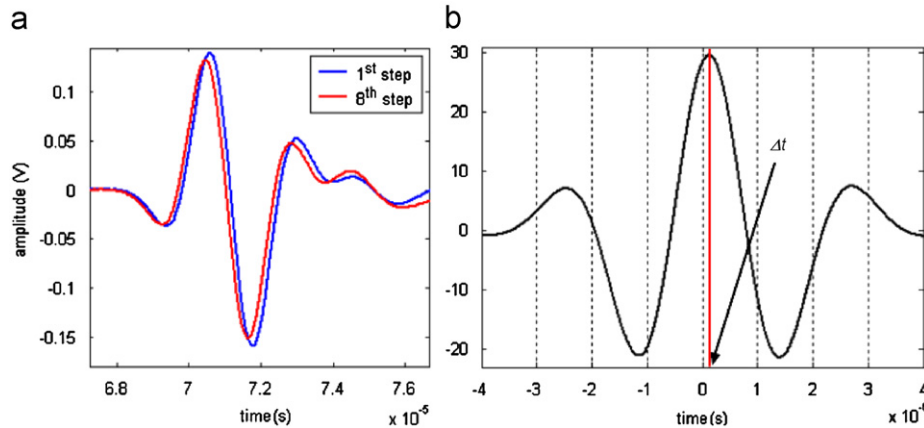 a
b
amplitude (V)
0.1
0.05
0
-0.05
-0.1
-0.15
1st step
8th step
6.8
7
7.2
7.4
7.6
time (s)
x 10-5
30
20
10
0
-10
-20
Δt
-4
-3
-2
-1
0
1
2
3
time (s)